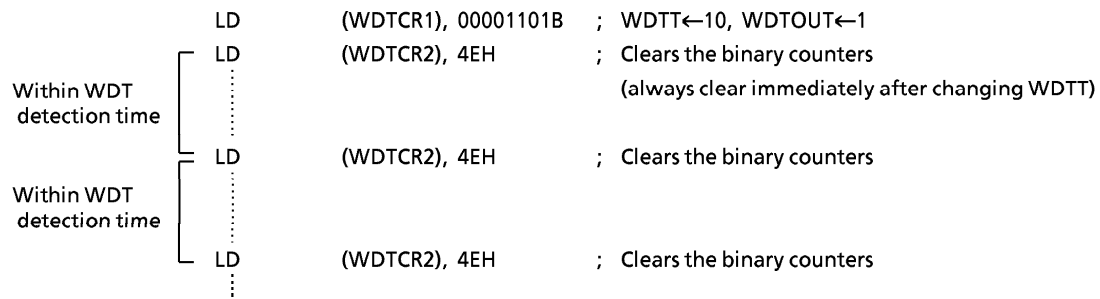 LD (WDTCR1), 00001101B ; WDTT←10, WDTOUT←1
LD (WDTCR2), 4EH ; Clears the binary counters
(always clear immediately after changing WDTT)
Within WDT
detection time
LD (WDTCR2), 4EH ; Clears the binary counters
Within WDT
detection time
LD (WDTCR2), 4EH ; Clears the binary counters